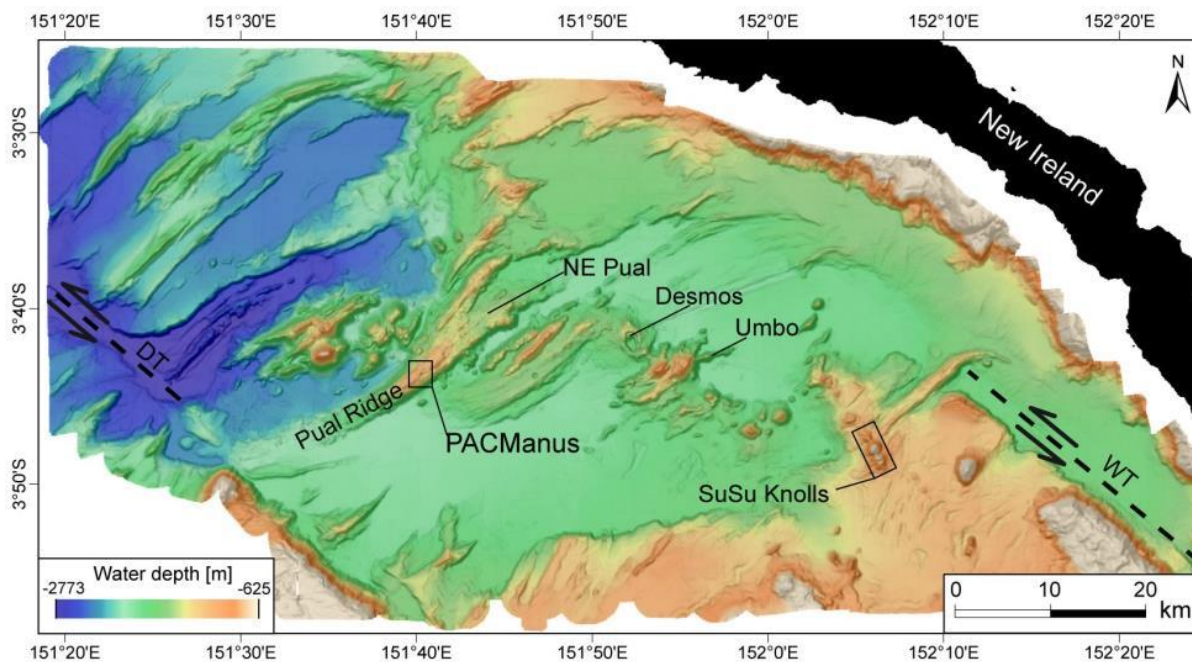 151°20'E 151°30'E 151°40'E 151°50'E 152°0'E 152°10'E 152°20'E
N
New Ireland
3°30'S
NE Pual
Desmos
3°40'S
Umbo
DT
Pual Ridge
PACManus
WT
3°50'S
SuSu Knolls
Water depth [m]
-2773 -625
0 10 20
km
151°20'E 151°30'E 151°40'E 151°50'E 152°0'E 152°10'E 152°20'E